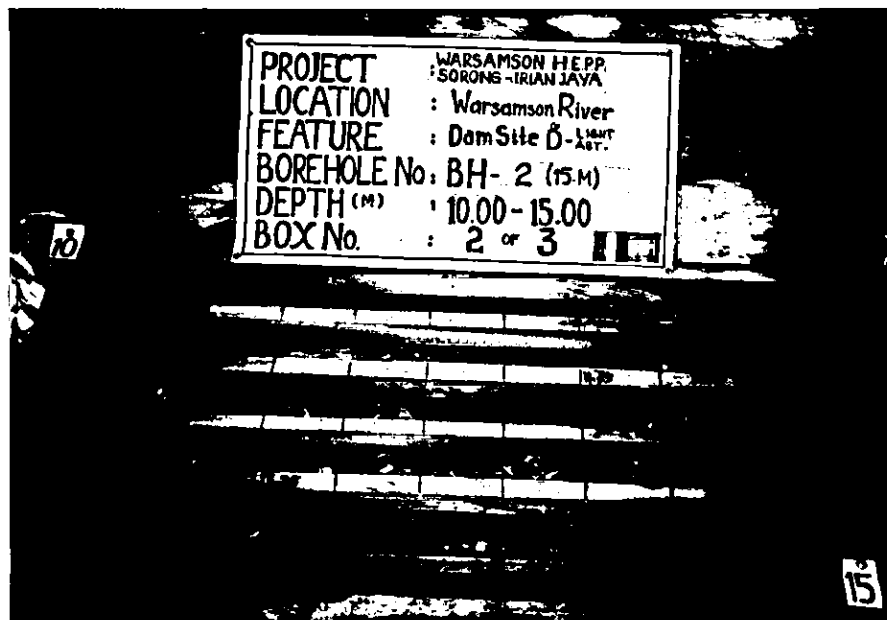 PROJECT : WARSAMSON H.E.P.P.
SORONG - IRIAN JAYA
LOCATION : Warsamson River
FEATURE : Dam Site B -
ABT.
BOREHOLE No : BH - 2 (15 M)
DEPTH (M) : 10.00 - 15.00
BOX No. : 2 OF 3
10
15